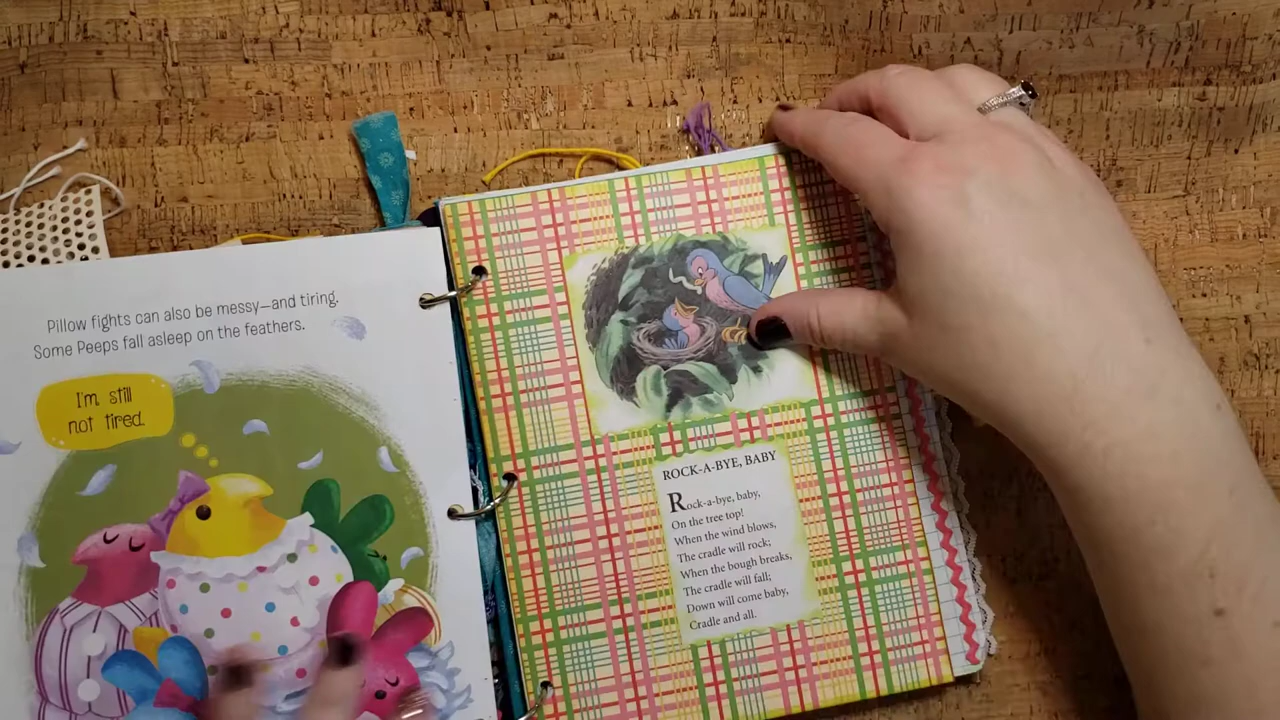 Pillow fights can also be messy—and tiring.
Some Peeps fall asleep on the feathers.
I'm still
not tired.
ROCK-A-BYE, BABY
Rock-a-bye, baby,
On the tree top!
When the wind blows,
The cradle will rock;
When the bough breaks,
The cradle will fall;
Down will come baby,
Cradle and all.